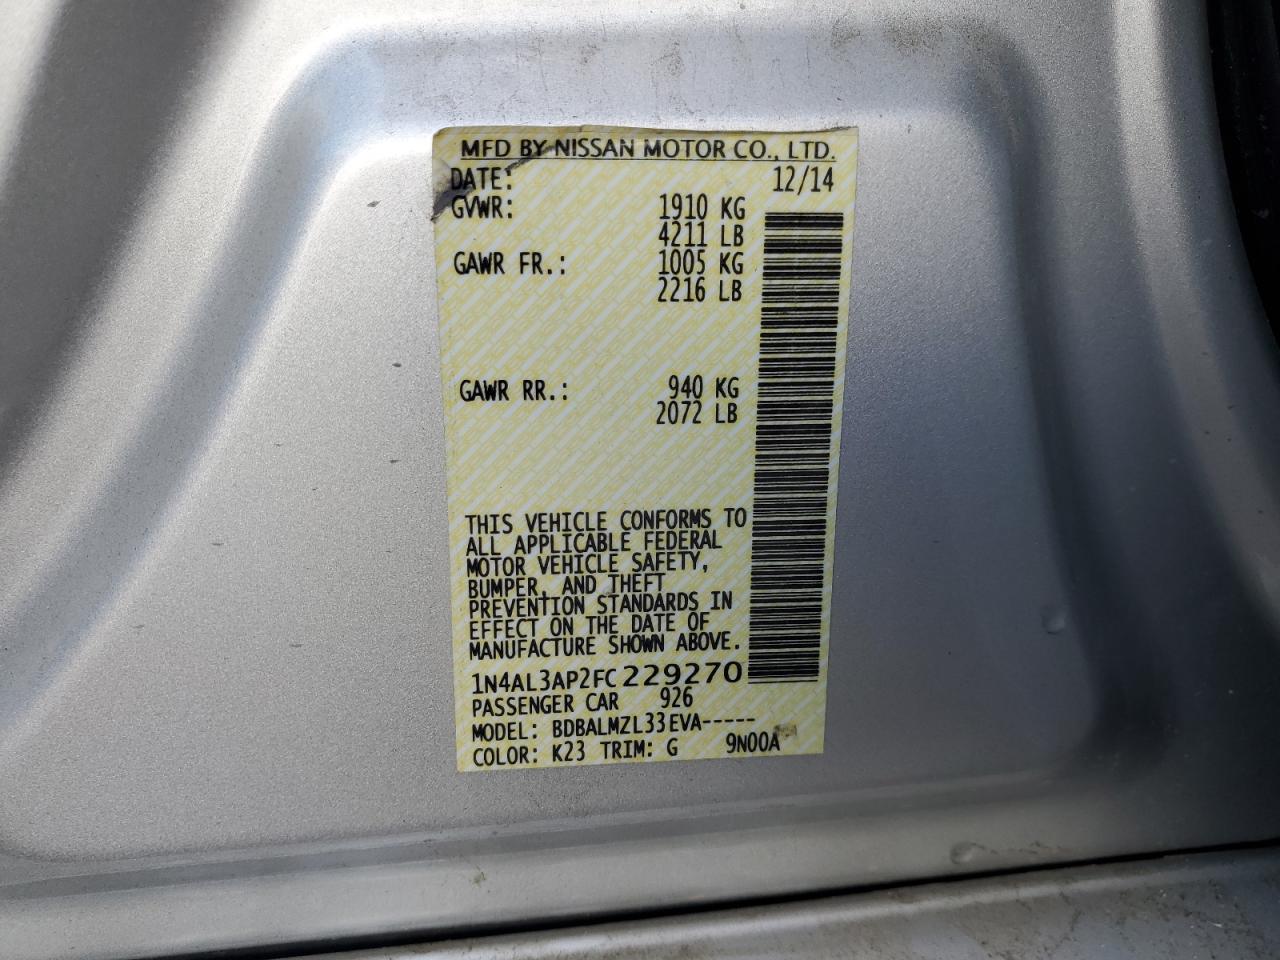 MFD BY NISSAN MOTOR CO., LTD.
DATE: 12/14
GVWR: 1910 KG
4211 LB
GAWR FR.: 1005 KG
2216 LB
GAWR RR.: 940 KG
2072 LB
THIS VEHICLE CONFORMS TO
ALL APPLICABLE FEDERAL
MOTOR VEHICLE SAFETY,
BUMPER, AND THEFT
PREVENTION STANDARDS IN
EFFECT ON THE DATE OF
MANUFACTURE SHOWN ABOVE.
1N4AL3AP2FC229270
PASSENGER CAR 926
MODEL: BDBALMZL33EVA-----
COLOR: K23 TRIM: G 9N00A